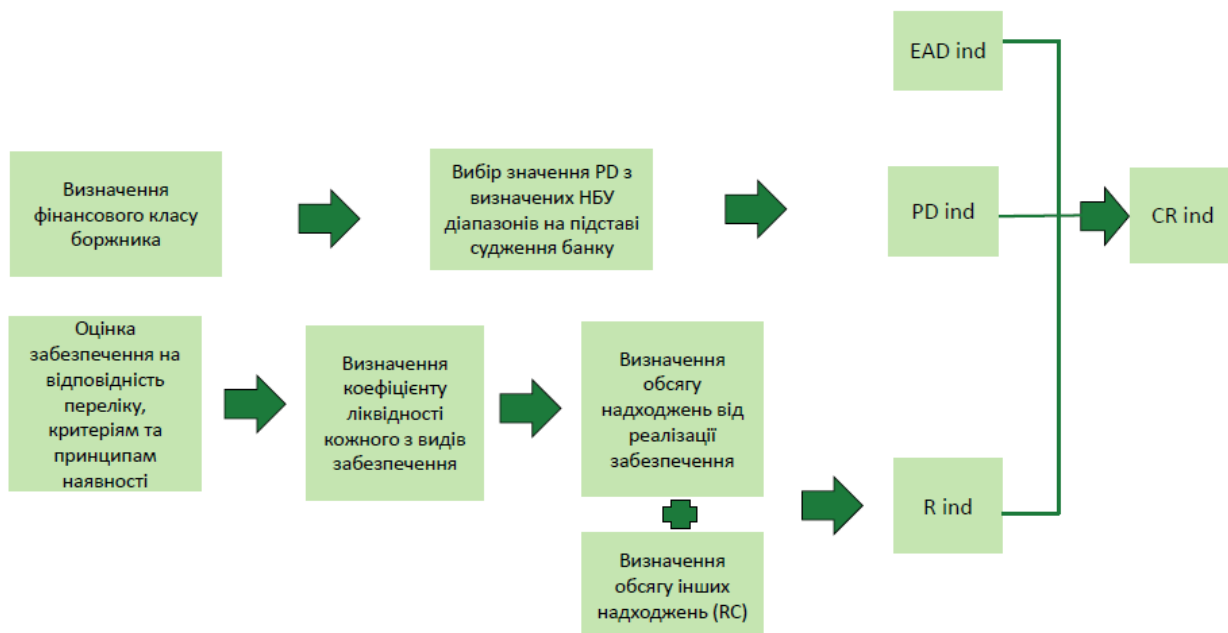 EAD ind
Визначення
фінансового класу
боржника
Вибір значення PD з
визначених НБУ
діапазонів на підставі
судження банку
PD ind
CR ind
Оцінка
забезпечення на
відповідність
переліку,
критеріям та
принципам
наявності
Визначення
коефіцієнту
ліквідності
кожного з видів
забезпечення
Визначення
обсягу
надходжень від
реалізації
забезпечення
R ind
Визначення
обсягу інших
надходжень (RC)